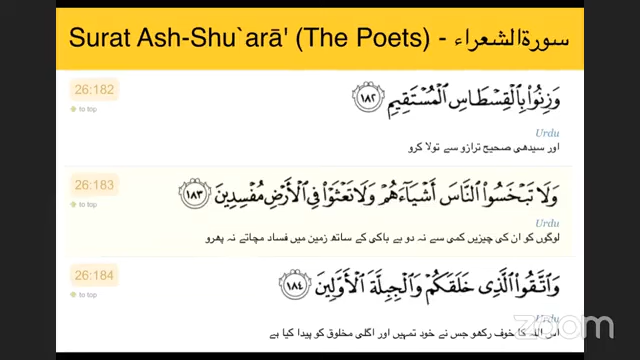 Surat Ash-Shu`arā' (The Poets) - سورة الشعراء
26:182
to top
وَزِنُوا۟ بِٱلْقِسْطَاسِ ٱلْمُسْتَقِيمِ ﴿١٨٢﴾
Urdu
اور سیدھی صحیح ترازو سے توﻻ کرو
26:183
to top
وَلَا تَبْخَسُوا۟ ٱلنَّاسَ أَشْيَآءَهُمْ وَلَا تَعْثَوْا۟ فِى ٱلْأَرْضِ مُفْسِدِينَ ﴿١٨٣﴾
Urdu
لوگوں کو ان کی چیزیں کمی سے نہ دو بے باکی کے ساتھ زمین میں فساد مچاتے نہ پھرو
26:184
to top
وَٱتَّقُوا۟ ٱلَّذِى خَلَقَكُمْ وَٱلْجِبِلَّةَ ٱلْأَوَّلِينَ ﴿١٨٤﴾
Urdu
اس اللہ کا خوف رکھو جس نے خود تمہیں اور اگلی مخلوق کو پیدا کیا ہے
zoom